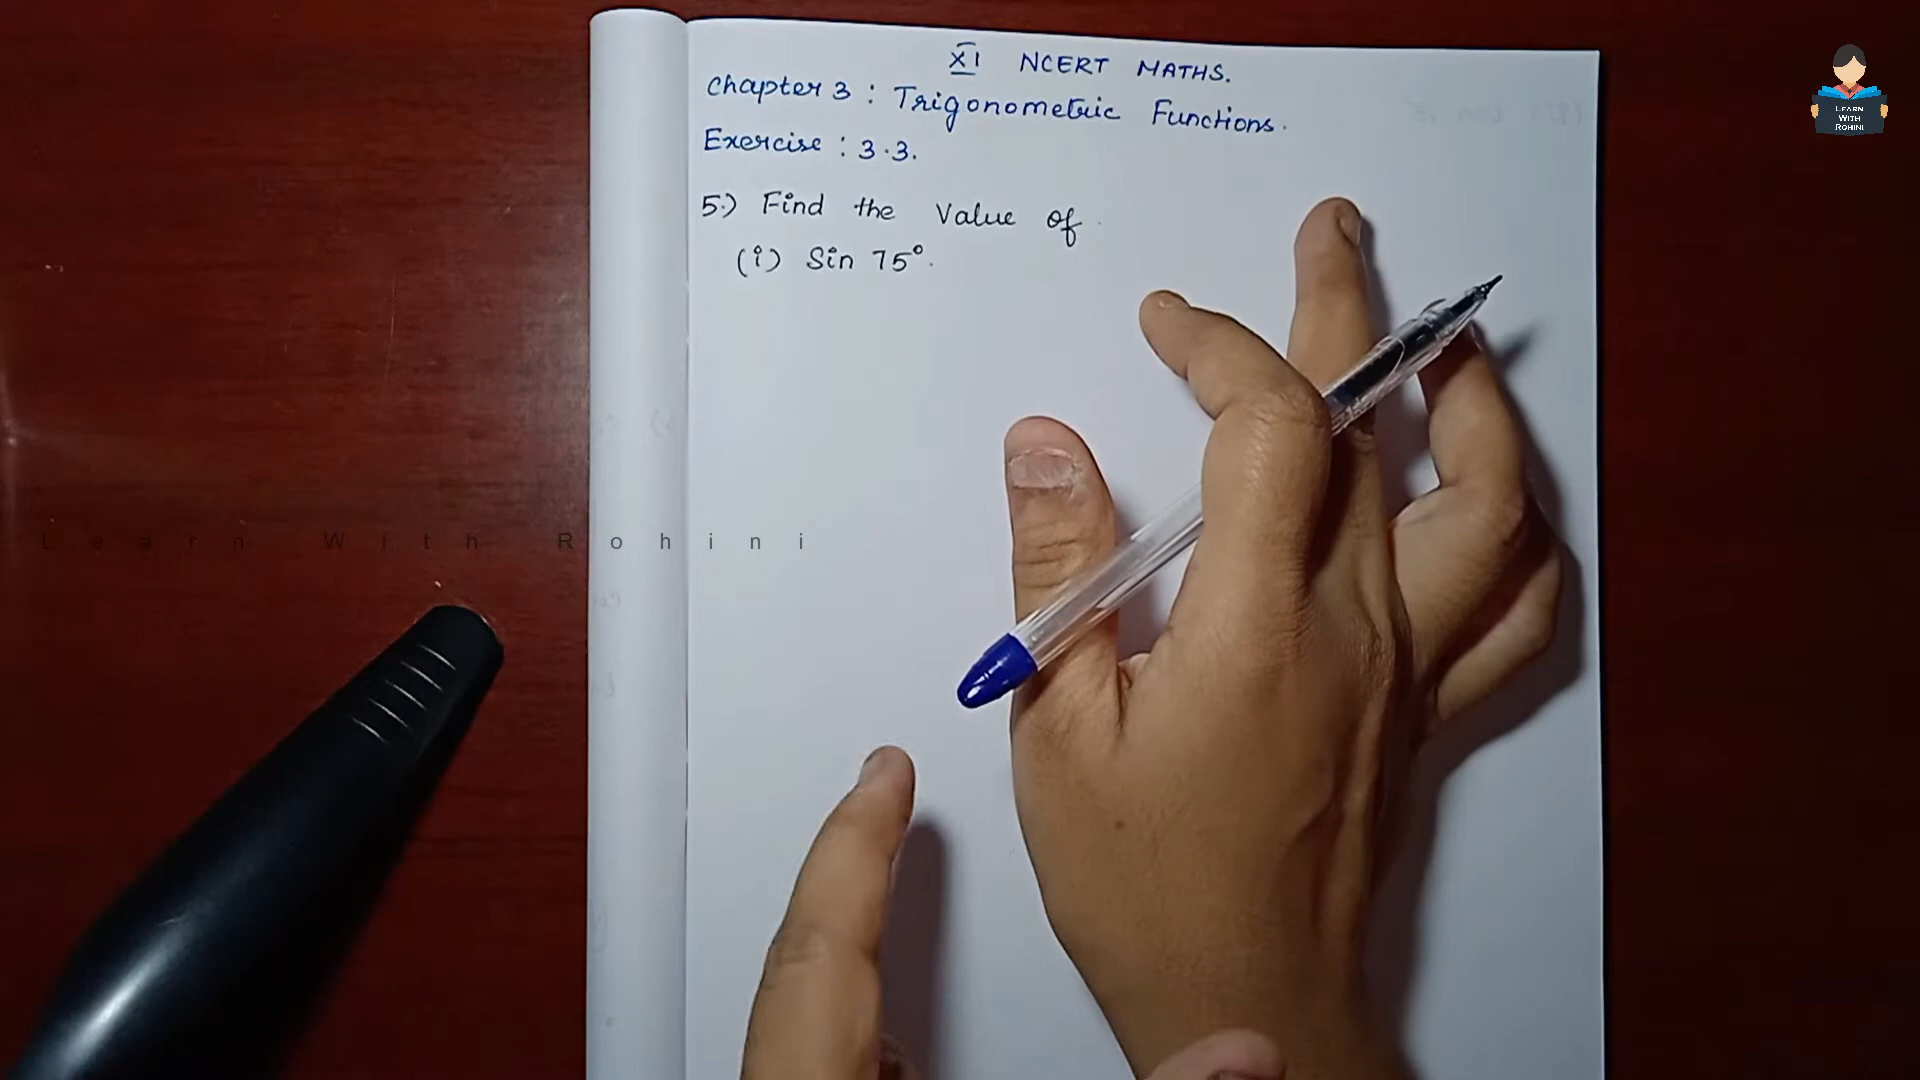 XI NCERT MATHS.
Chapter 3 : Trigonometric Functions.
Exercise : 3.3.
5.) Find the Value of
(i) Sin 75°.
LEARN
WITH
ROHINI
Learn With Rohini